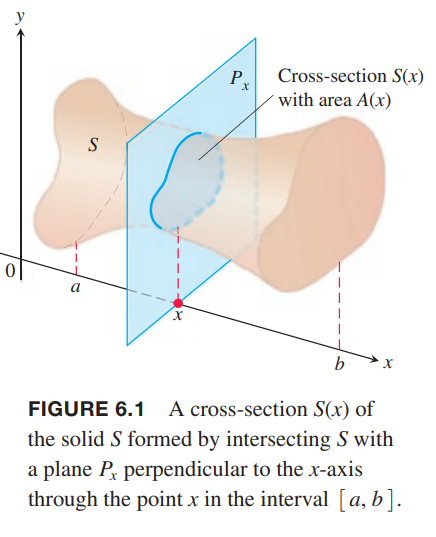 y
P_x
Cross-section S(x)
with area A(x)
S
0
a
x
b
x
FIGURE 6.1 A cross-section S(x) of
the solid S formed by intersecting S with
a plane P_x perpendicular to the x-axis
through the point x in the interval [a, b].